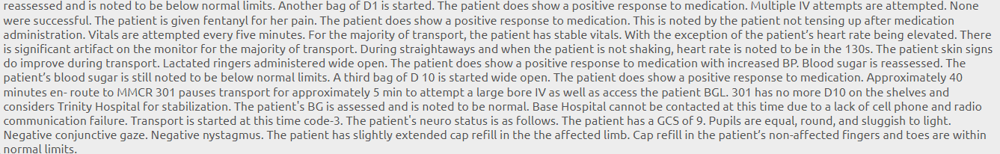 reassessed and is noted to be below normal limits. Another bag of D1 is started. The patient does show a positive response to medication. Multiple IV attempts are attempted. None
were successful. The patient is given fentanyl for her pain. The patient does show a positive response to medication. This is noted by the patient not tensing up after medication
administration. Vitals are attempted every five minutes. For the majority of transport, the patient has stable vitals. With the exception of the patient’s heart rate being elevated. There
is significant artifact on the monitor for the majority of transport. During straightaways and when the patient is not shaking, heart rate is noted to be in the 130s. The patient skin signs
do improve during transport. Lactated ringers administered wide open. The patient does show a positive response to medication with increased BP. Blood sugar is reassessed. The
patient’s blood sugar is still noted to be below normal limits. A third bag of D 10 is started wide open. The patient does show a positive response to medication. Approximately 40
minutes en- route to MMCR 301 pauses transport for approximately 5 min to attempt a large bore IV as well as access the patient BGL. 301 has no more D10 on the shelves and
considers Trinity Hospital for stabilization. The patient's BG is assessed and is noted to be normal. Base Hospital cannot be contacted at this time due to a lack of cell phone and radio
communication failure. Transport is started at this time code-3. The patient's neuro status is as follows. The patient has a GCS of 9. Pupils are equal, round, and sluggish to light.
Negative conjunctive gaze. Negative nystagmus. The patient has slightly extended cap refill in the the affected limb. Cap refill in the patient’s non-affected fingers and toes are within
normal limits.